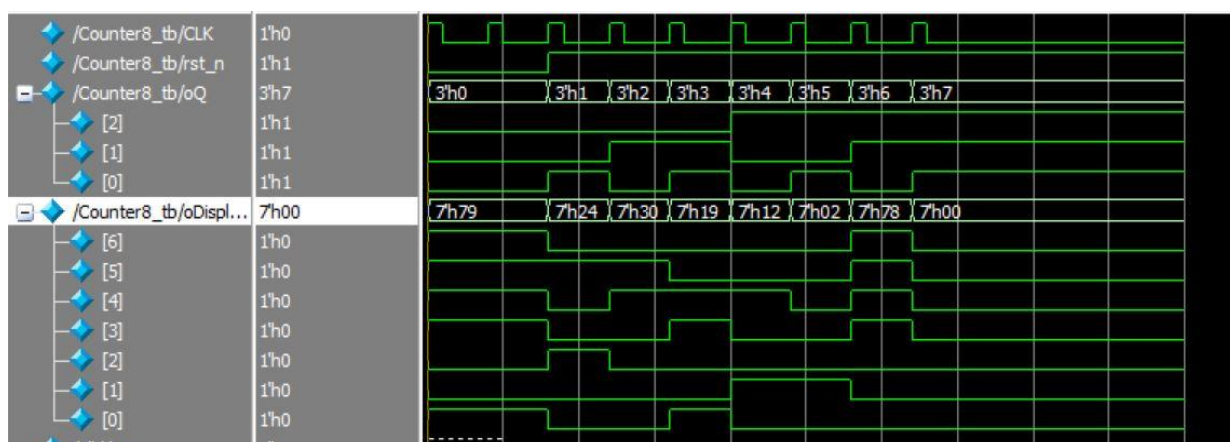 /Counter8_tb/CLK 1'h0
/Counter8_tb/rst_n 1'h1
/Counter8_tb/oQ 3'h7 3'h0 3'h1 3'h2 3'h3 3'h4 3'h5 3'h6 3'h7
[2] 1'h1
[1] 1'h1
[0] 1'h1
/Counter8_tb/oDispl... 7'h00 7'h79 7'h24 7'h30 7'h19 7'h12 7'h02 7'h78 7'h00
[6] 1'h0
[5] 1'h0
[4] 1'h0
[3] 1'h0
[2] 1'h0
[1] 1'h0
[0] 1'h0